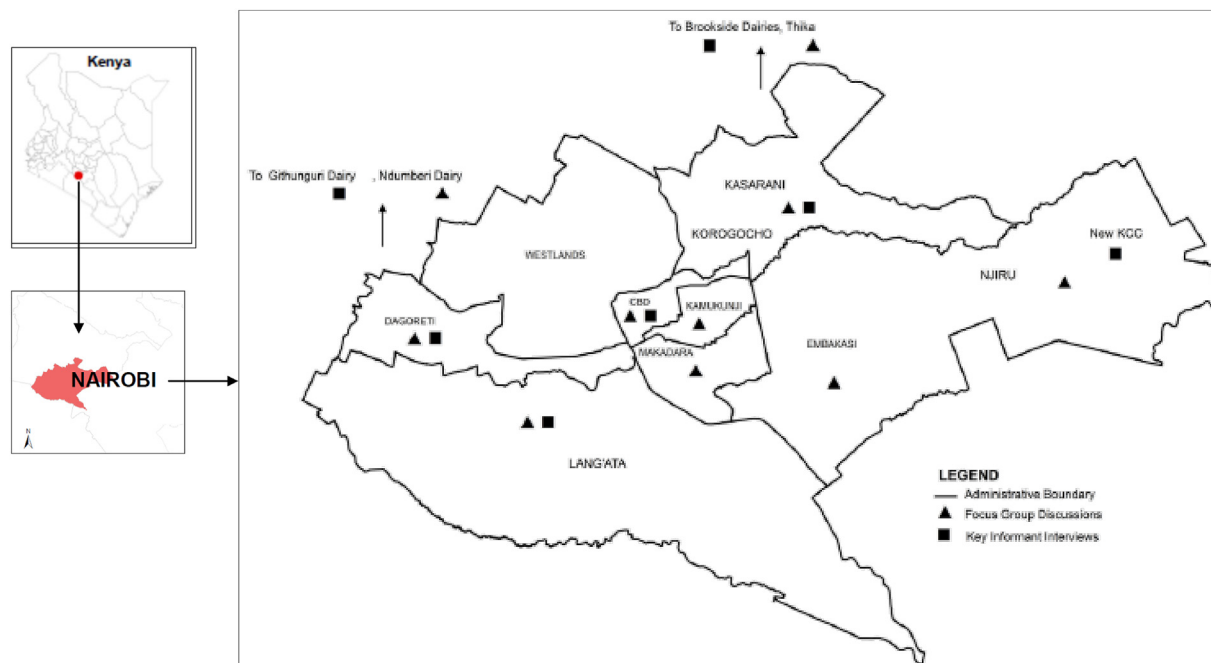 Kenya
N
NAIROBI
To Brookside Dairies, Thika
To Githunguri Dairy , Ndumberi Dairy
KASARANI
KOROGOCHO
WESTLANDS
New KCC
NJIRU
CBD
KAMUKUNJI
DAGORETI
MAKADARA
EMBAKASI
LANG'ATA
LEGEND
Administrative Boundary
Focus Group Discussions
Key Informant Interviews